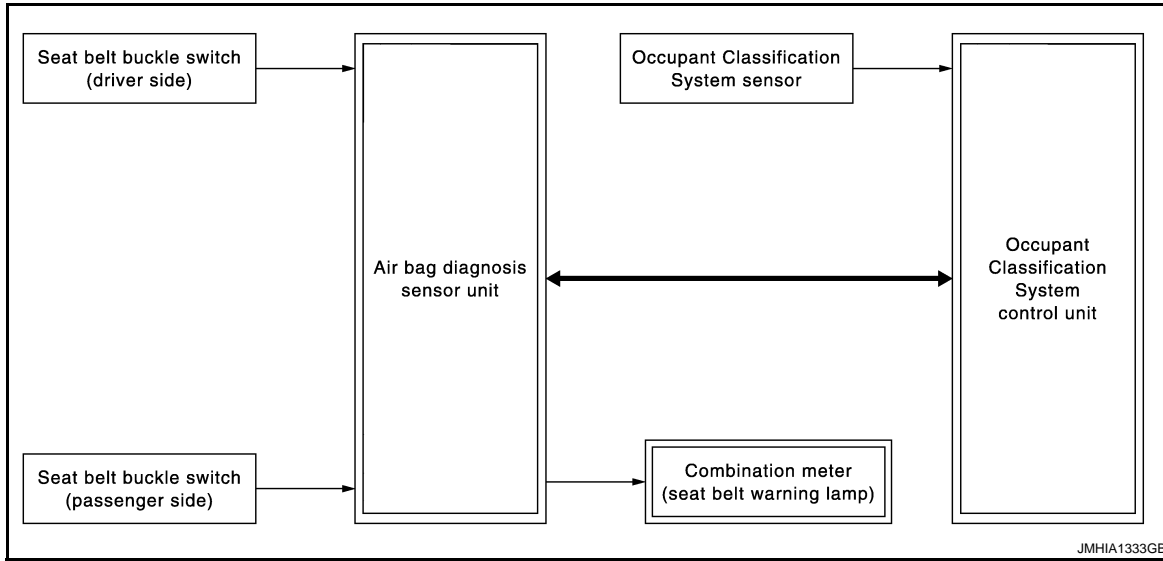 Seat belt buckle switch
(driver side)
Occupant Classification
System sensor
Air bag diagnosis
sensor unit
Occupant
Classification
System
control unit
Seat belt buckle switch
(passenger side)
Combination meter
(seat belt warning lamp)
JMHIA1333GB